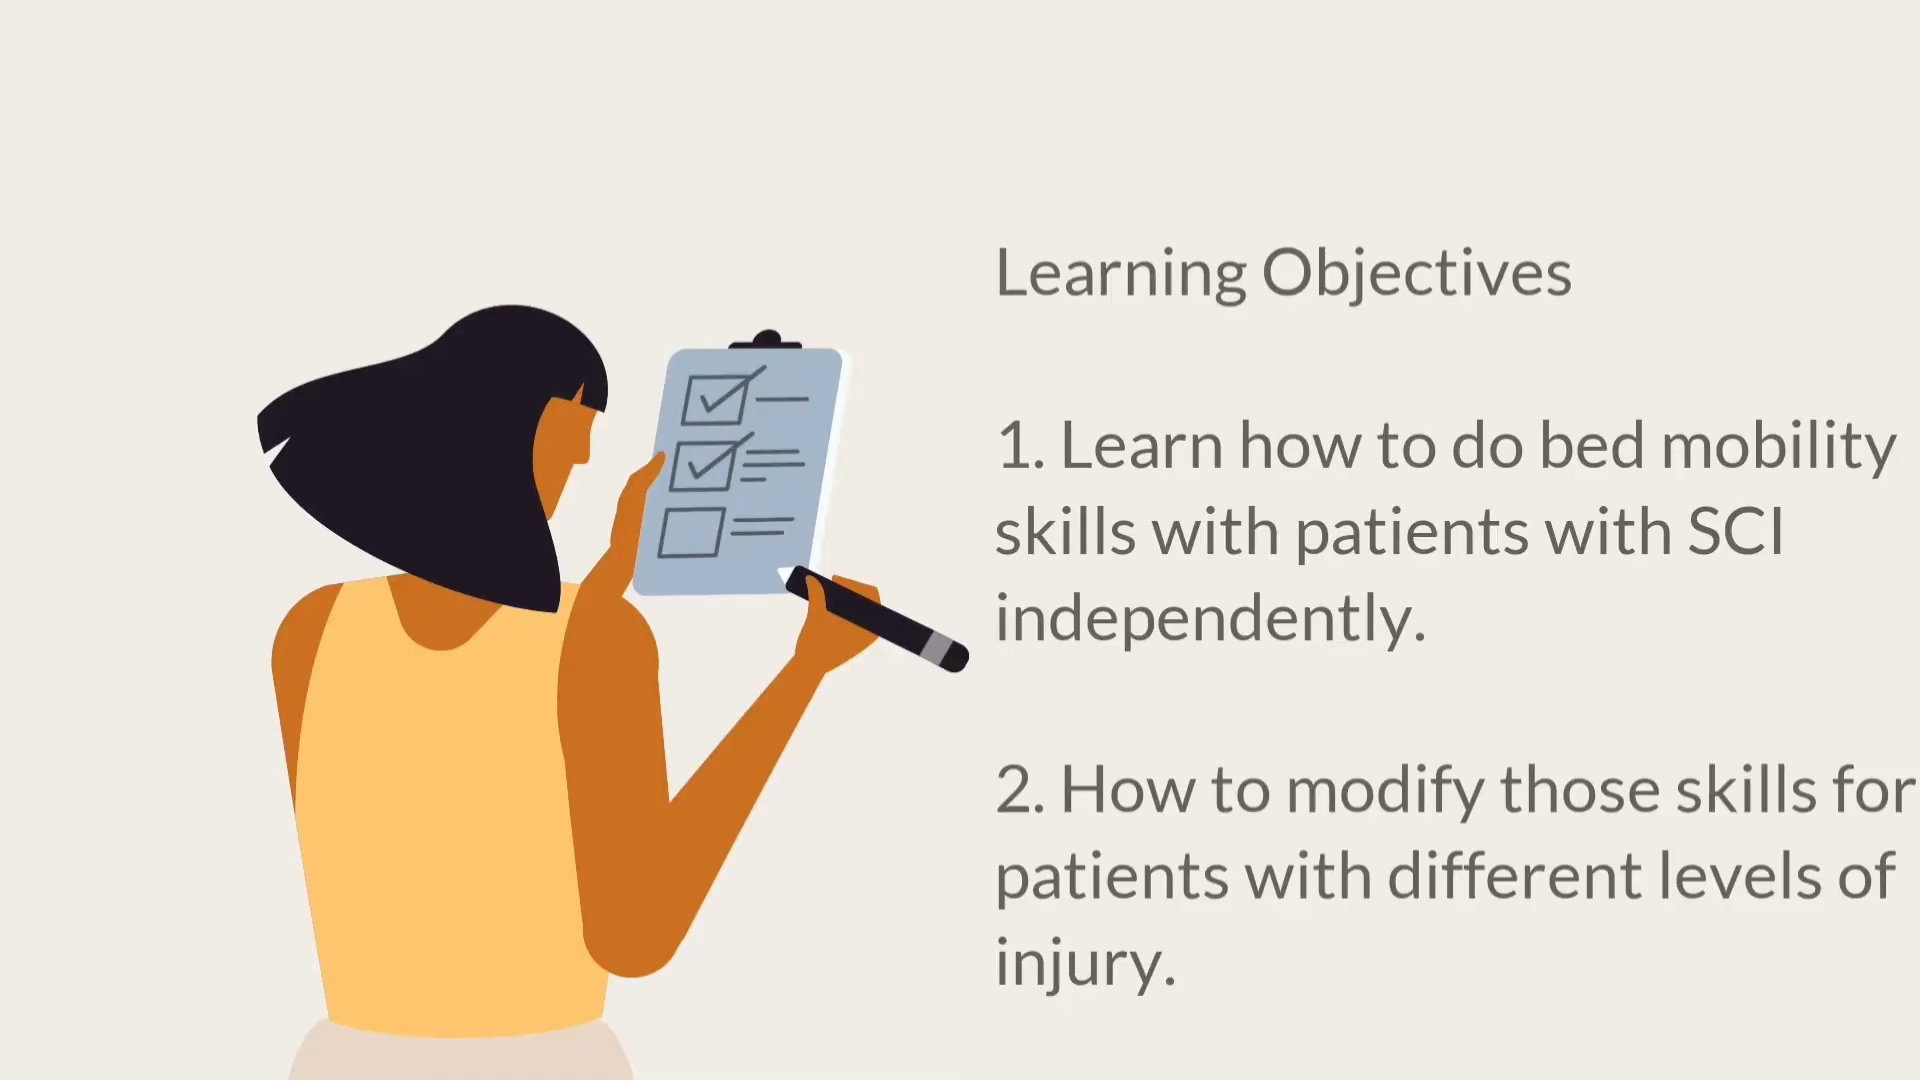 Learning Objectives
1. Learn how to do bed mobility
skills with patients with SCI
independently.
2. How to modify those skills for
patients with different levels of
injury.